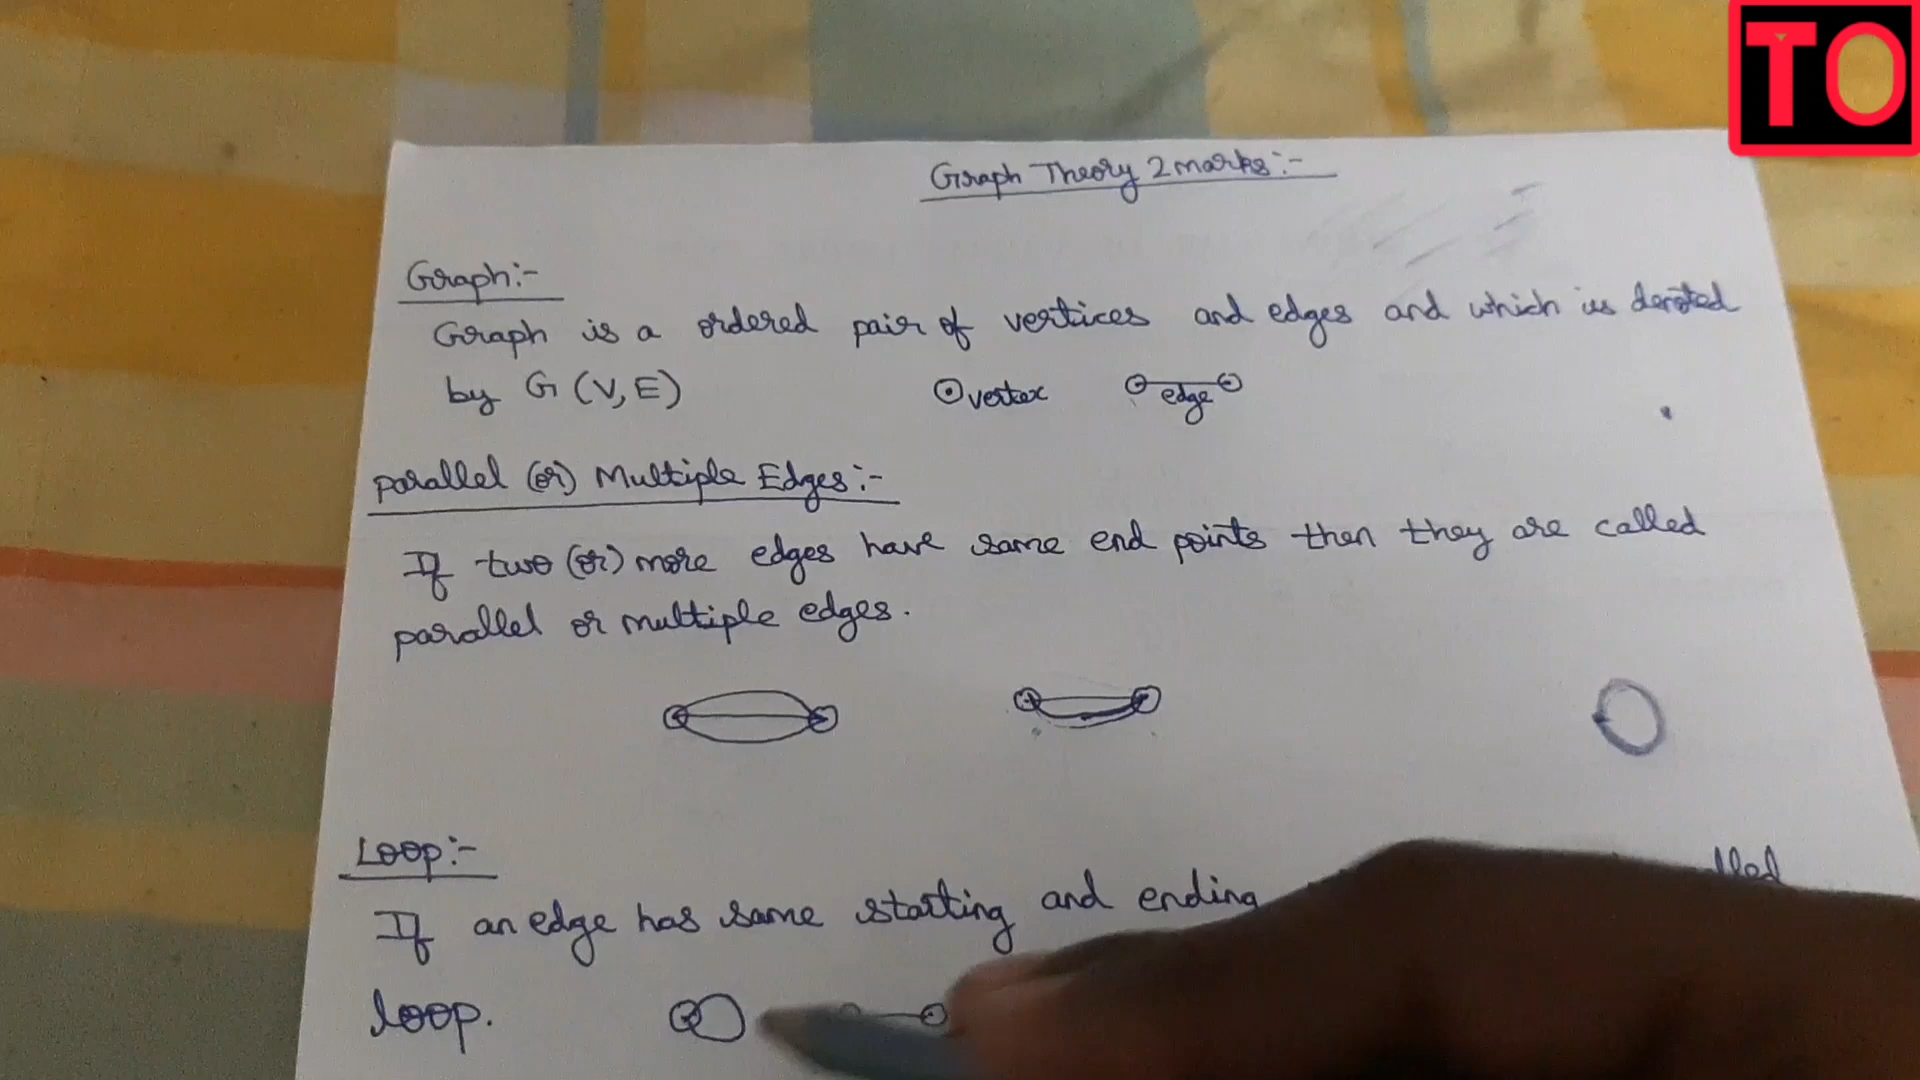 TO
Graph Theory 2 marks:-
Graph:-
Graph is a ordered pair of vertices and edges and which is denoted
by G (V, E)
vertex
edge
parallel (or) Multiple Edges:-
If two (or) more edges have same end points then they are called
parallel or multiple edges.
Loop:-
If an edge has same starting and ending
loop.